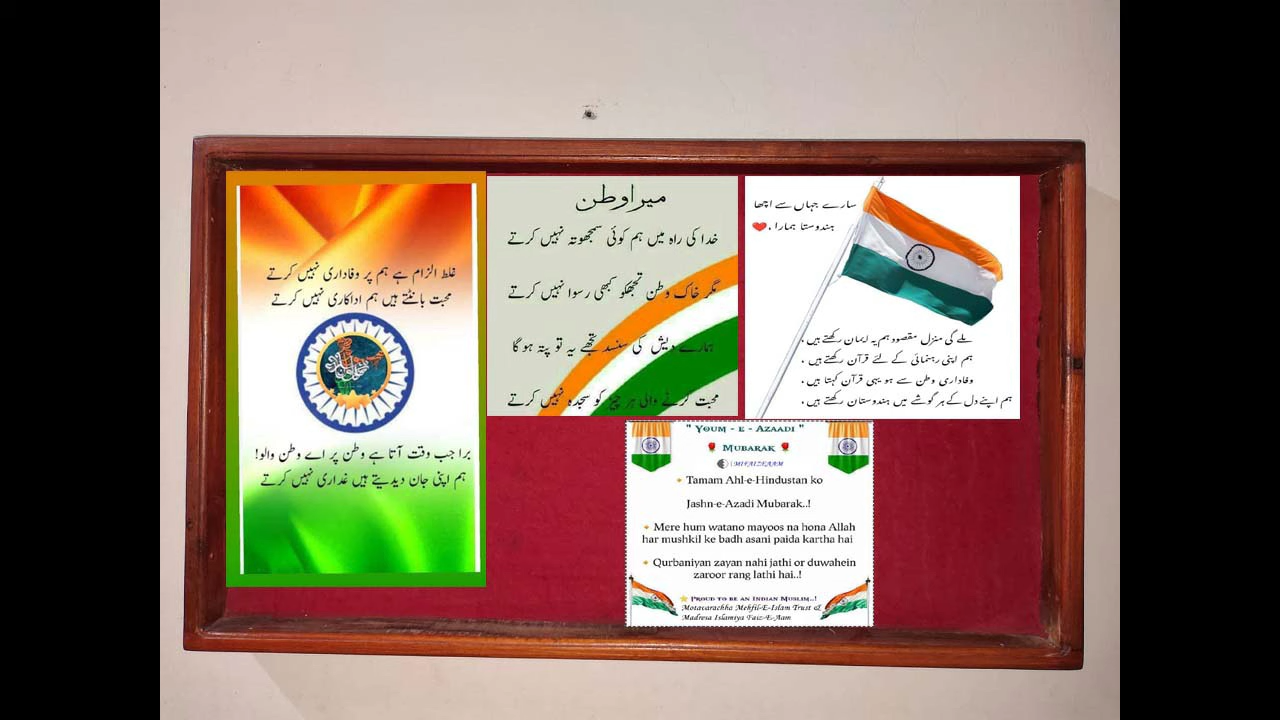 غلط الزام ہے ہم پر وفاداری نہیں کرتے
محبت بانٹتے ہیں ہم اداکاری نہیں کرتے
برا جب وقت آتا ہے وطن پر اے وطن والو!
ہم اپنی جان دیدیتے ہیں غداری نہیں کرتے
میرا وطن
خدا کی راہ میں ہم کوئی سمجھوتہ نہیں کرتے
مگر خاک وطن تجھکو کبھی رسوا نہیں کرتے
ہمارے دیش کی سنسد تجھے یہ تو پتہ ہو گا
محبت کرنے والی ہر چیز کو سجدہ نہیں کرتے
سارے جہاں سے اچھا
ہندوستا ہمارا ،❤
ملے گی منزل مقصود ہم یہ ایمان رکھتے ہیں ،
ہم اپنی رہنمائی کے لئے قرآن رکھتے ہیں ،
وفاداری وطن سے ہو یہی قرآن کہتا ہیں ،
ہم اپنے دل کے ہر گوشے میں ہندوستان رکھتے ہیں ،
" Youm - e - Azaadi "
Mubarak
MIFAIZEAAM
Tamam Ahl-e-Hindustan ko
Jashn-e-Azadi Mubarak..!
Mere hum watano mayoos na hona Allah
har mushkil ke badh asani paida kartha hai
Qurbaniyan zayan nahi jathi or duwahein
zaroor rang lathi hai..!
Proud to be an Indian Muslim..!
Motavarachha Mehfil-E-Islam Trust &
Madresa Islamiya Faiz-E-Aam